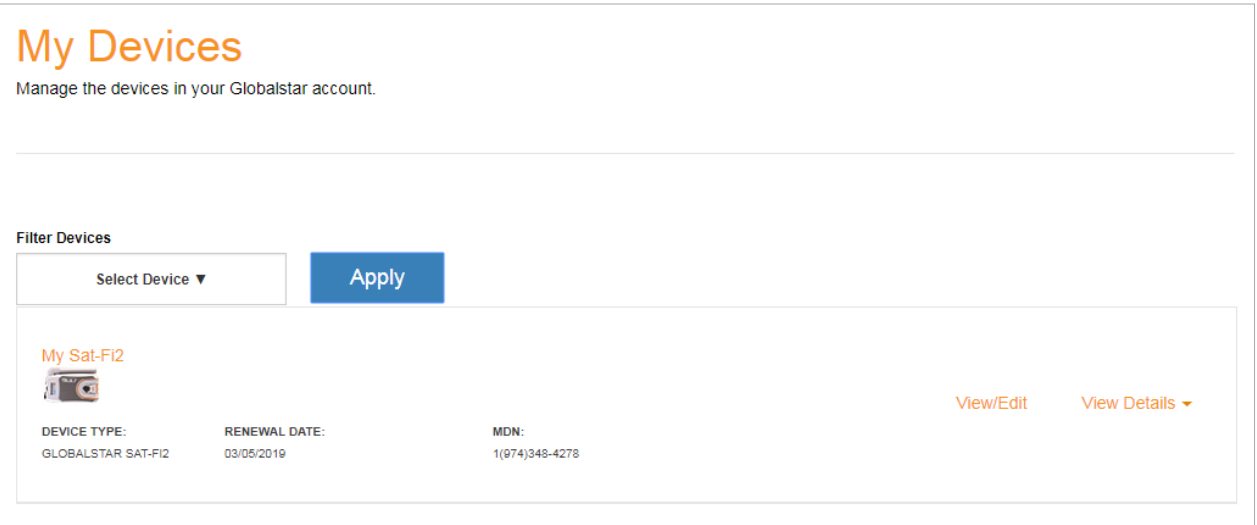 My Devices
Manage the devices in your Globalstar account.
Filter Devices
Select Device ▼
Apply
My Sat-Fi2
View/Edit
View Details
DEVICE TYPE:
RENEWAL DATE:
MDN:
GLOBALSTAR SAT-FI2
03/05/2019
1(974)348-4278